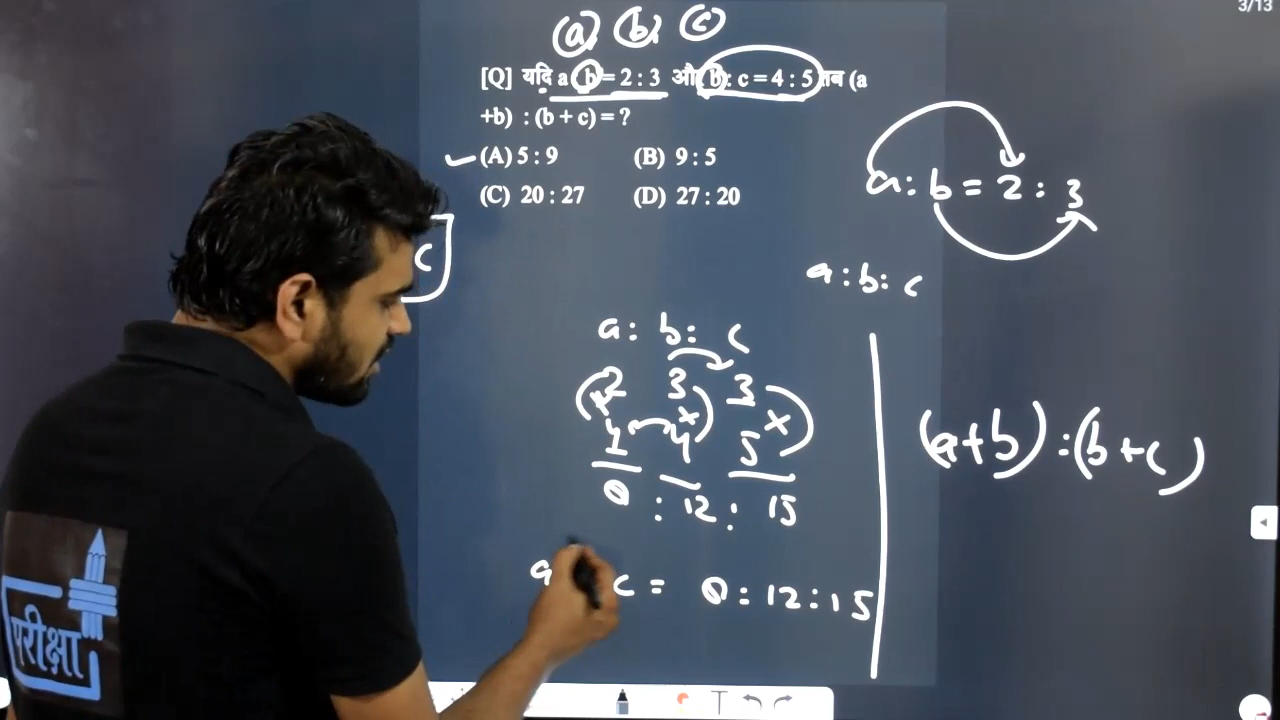 3/13
a b c
[Q] यदि a : b = 2 : 3 और b : c = 4 : 5 तब (a
+b) : (b + c) = ?
(A) 5 : 9 (B) 9 : 5
(C) 20 : 27 (D) 27 : 20
a : b = 2 : 3
c
a : b : c
a : b : c
2 3 3
4 4 5
8 : 12 : 15
(a+b) : (b+c)
a c = 8 : 12 : 15
परीक्षा
T